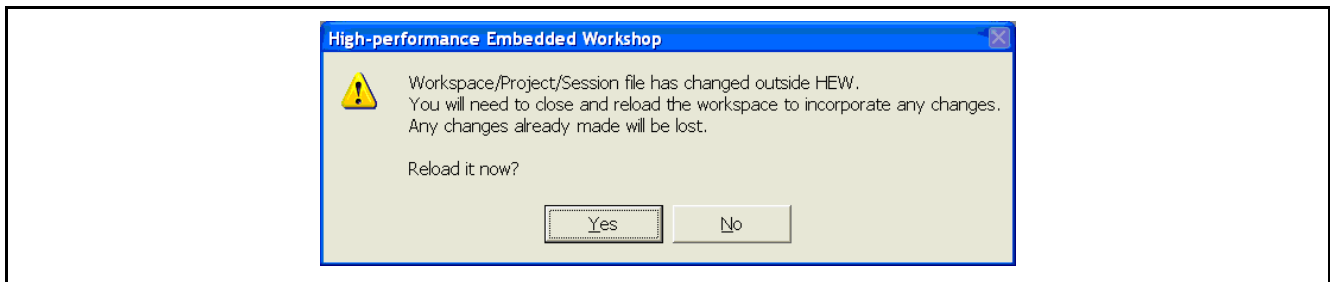 High-performance Embedded Workshop
Workspace/Project/Session file has changed outside HEW.
You will need to close and reload the workspace to incorporate any changes.
Any changes already made will be lost.
Reload it now?
Yes
No